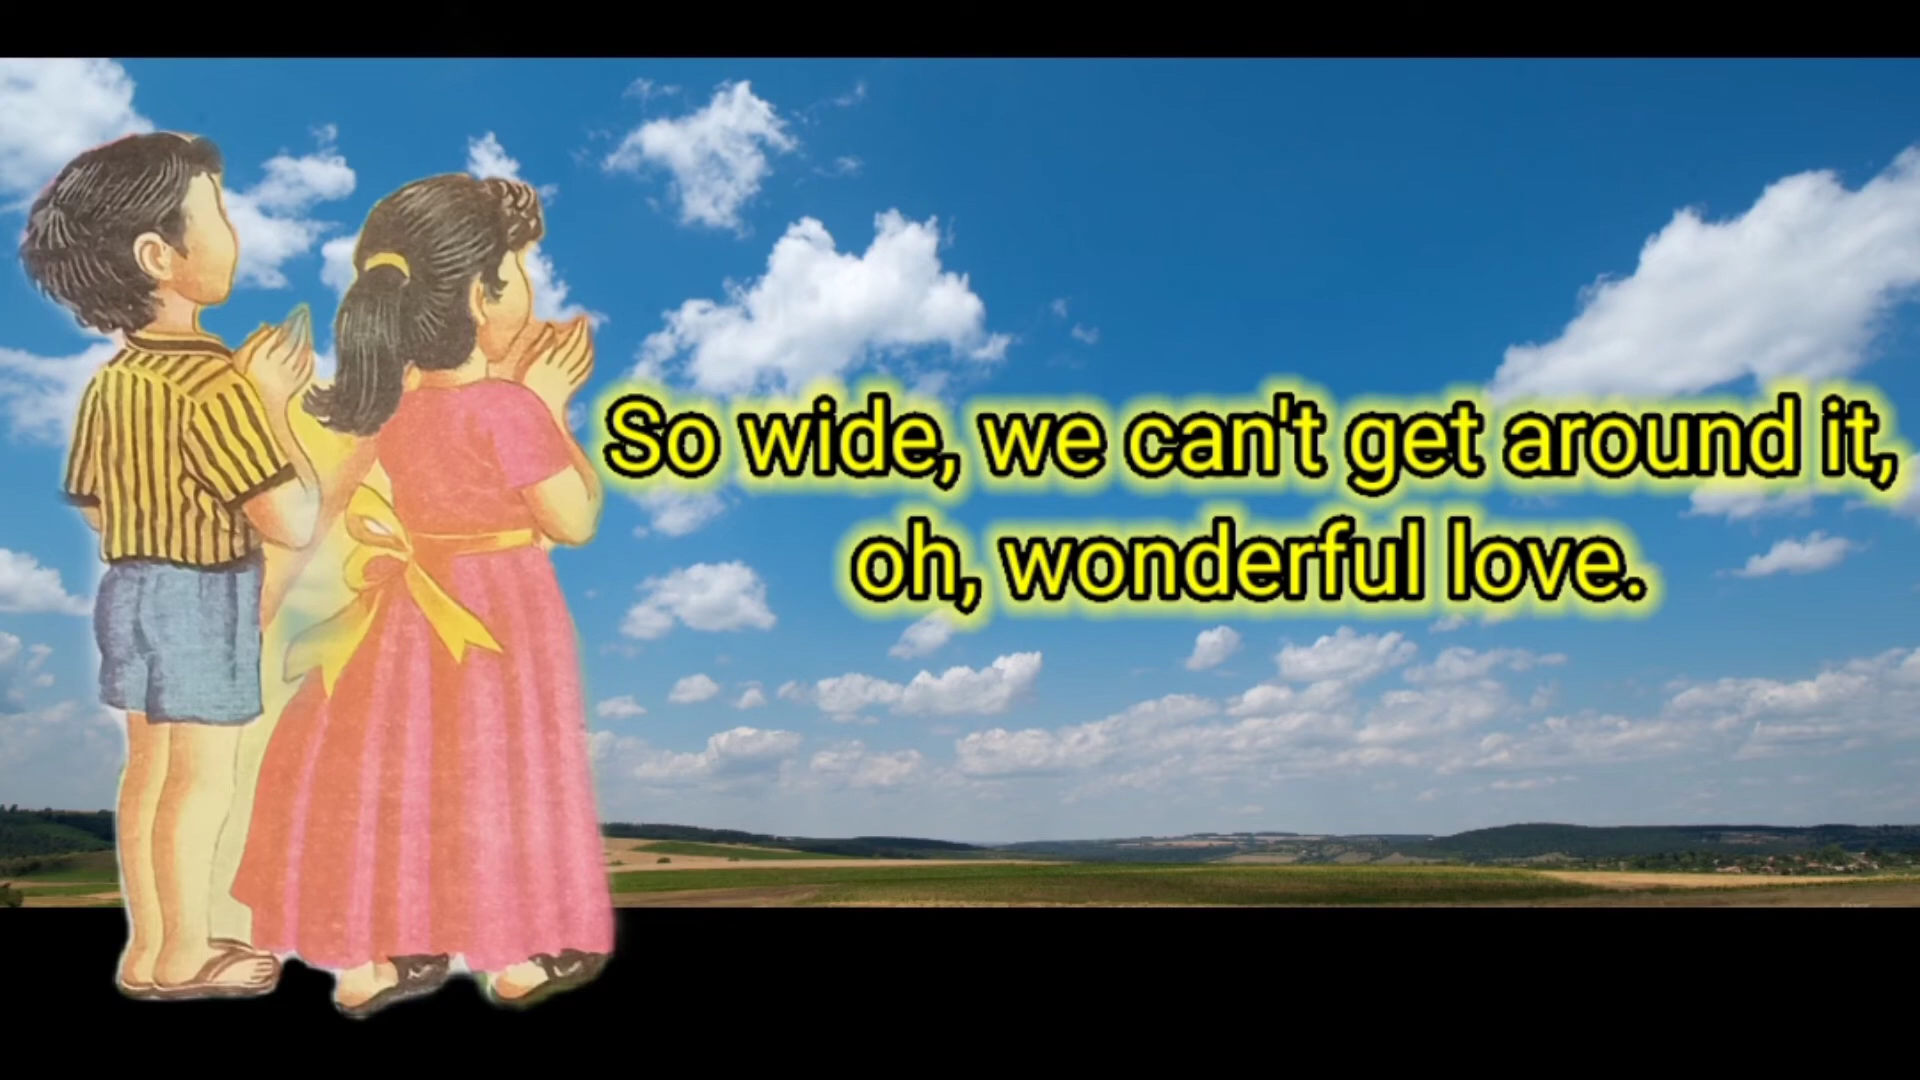 So wide, we can't get around it,
oh, wonderful love.